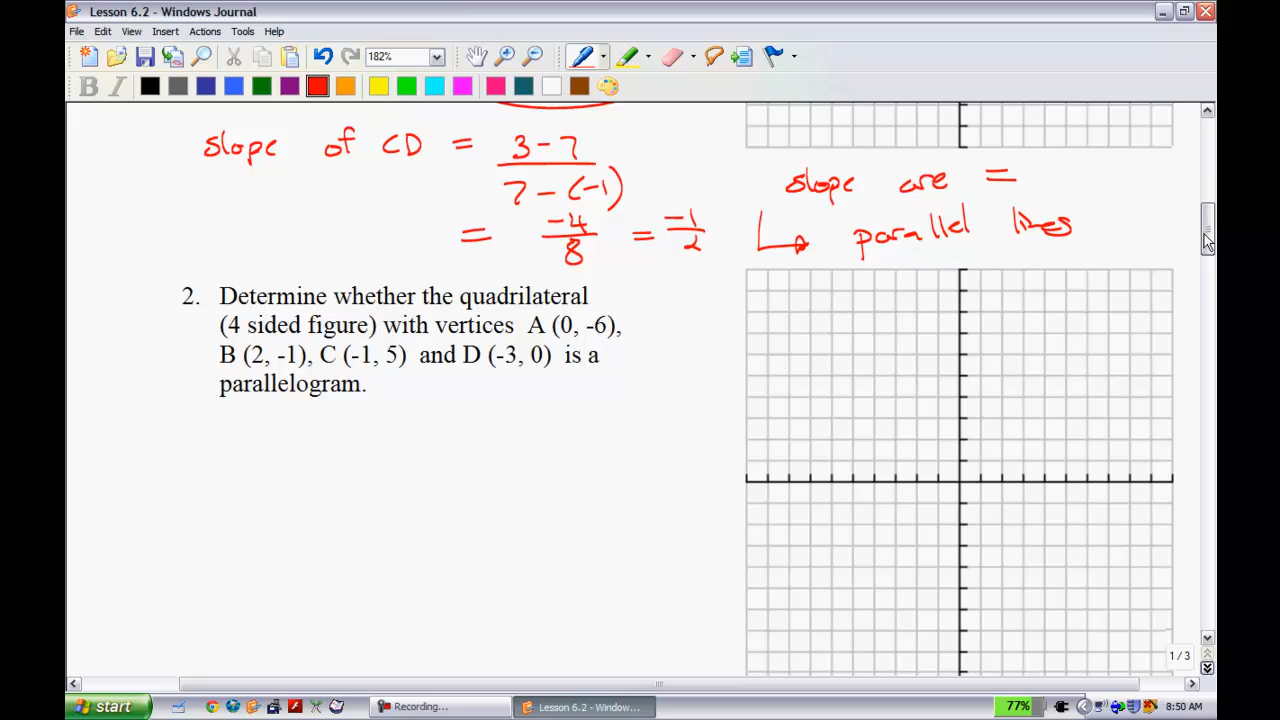 Lesson 6.2 - Windows Journal
File Edit View Insert Actions Tools Help
182%
B I
slope of CD = 3 - 7
7 - (-1)
= -4 = -1
8 2
slope are =
↳ parallel lines
2. Determine whether the quadrilateral
(4 sided figure) with vertices A (0, -6),
B (2, -1), C (-1, 5) and D (-3, 0) is a
parallelogram.
1 / 3
start
Recording...
Lesson 6.2 - Window...
77%
8:50 AM